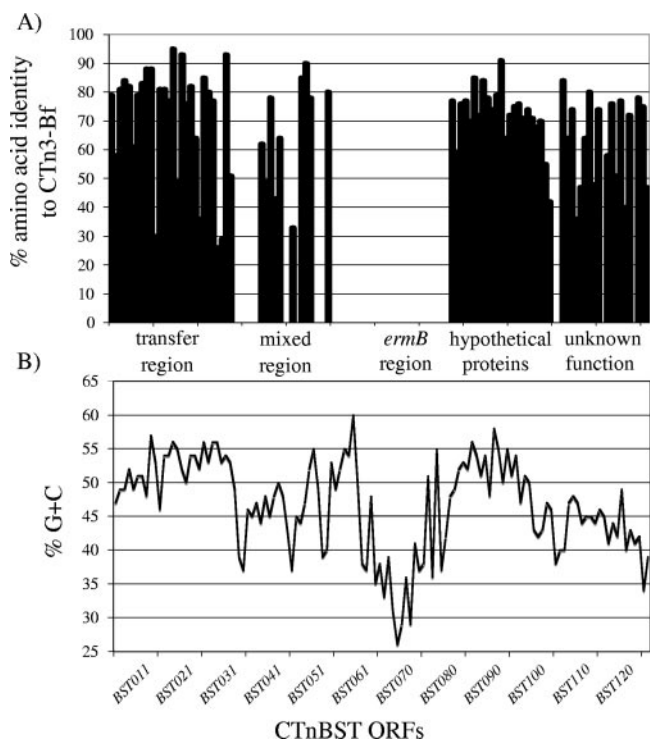 A)
% amino acid identity
to CTn3-Bf
100
90
80
70
60
50
40
30
20
10
0
transfer
region
mixed
region
ermB
region
hypothetical
proteins
unknown
function
B)
% G+C
65
60
55
50
45
40
35
30
25
BST011
BST021
BST031
BST041
BST051
BST061
BST070
BST080
BST090
BST100
BST110
BST120
CTnBST ORFs